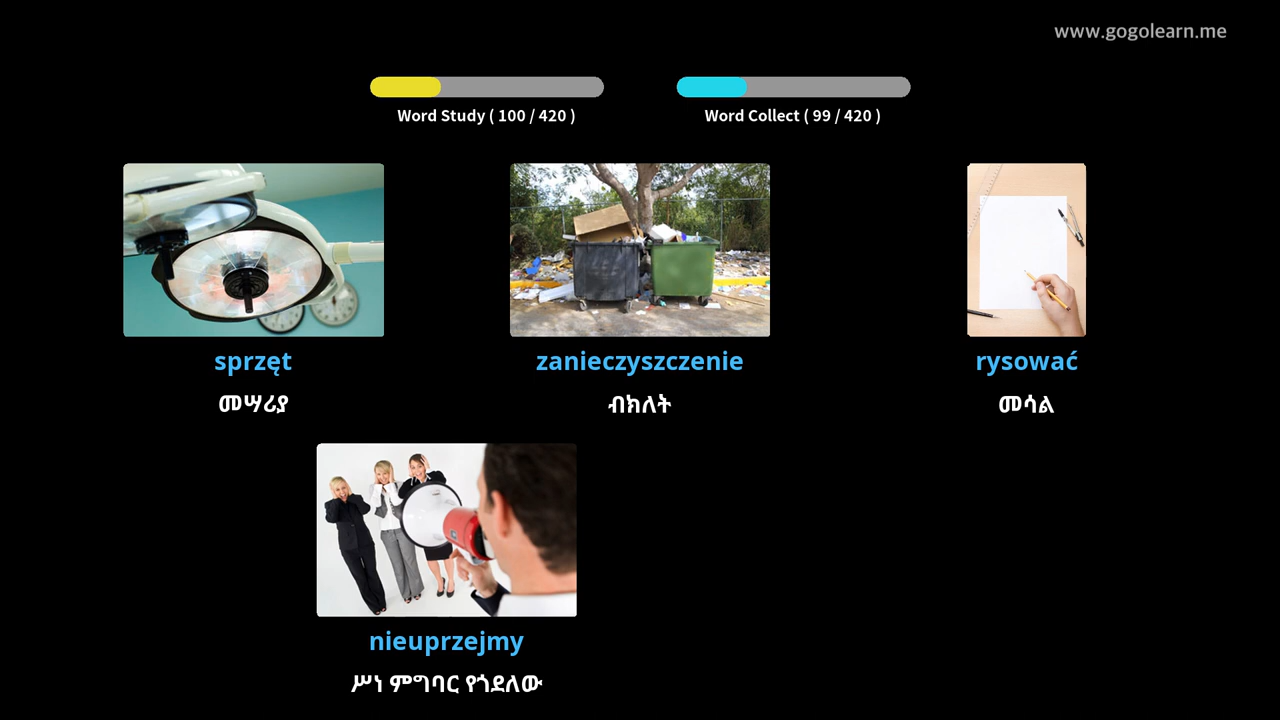 www.gogolearn.me
Word Study ( 100 / 420 )
Word Collect ( 99 / 420 )
sprzęt
መሣሪያ
zanieczyszczenie
ብክለት
rysować
መሳል
nieuprzejmy
ሥነ ምግባር የጎደለው